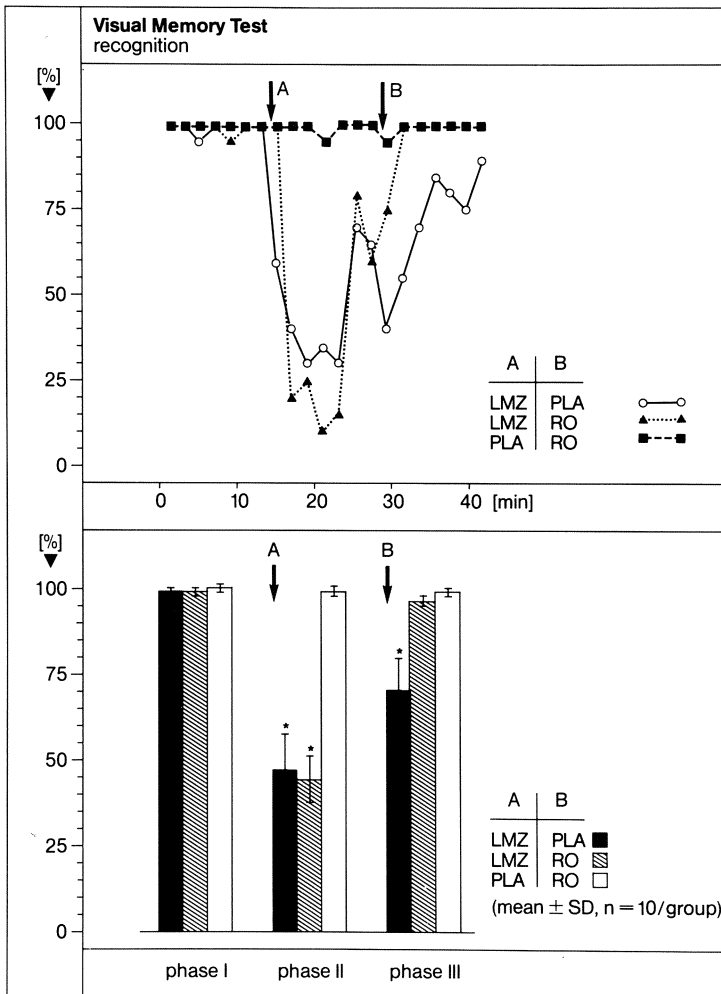 Visual Memory Test
recognition
[%]
A
B
100
75
50
25
0
A B
LMZ PLA
LMZ RO
PLA RO
0 10 20 30 40 [min]
[%]
A
B
100
*
75
* *
50
25
0
A B
LMZ PLA
LMZ RO
PLA RO
(mean ± SD, n = 10/group)
phase I phase II phase III